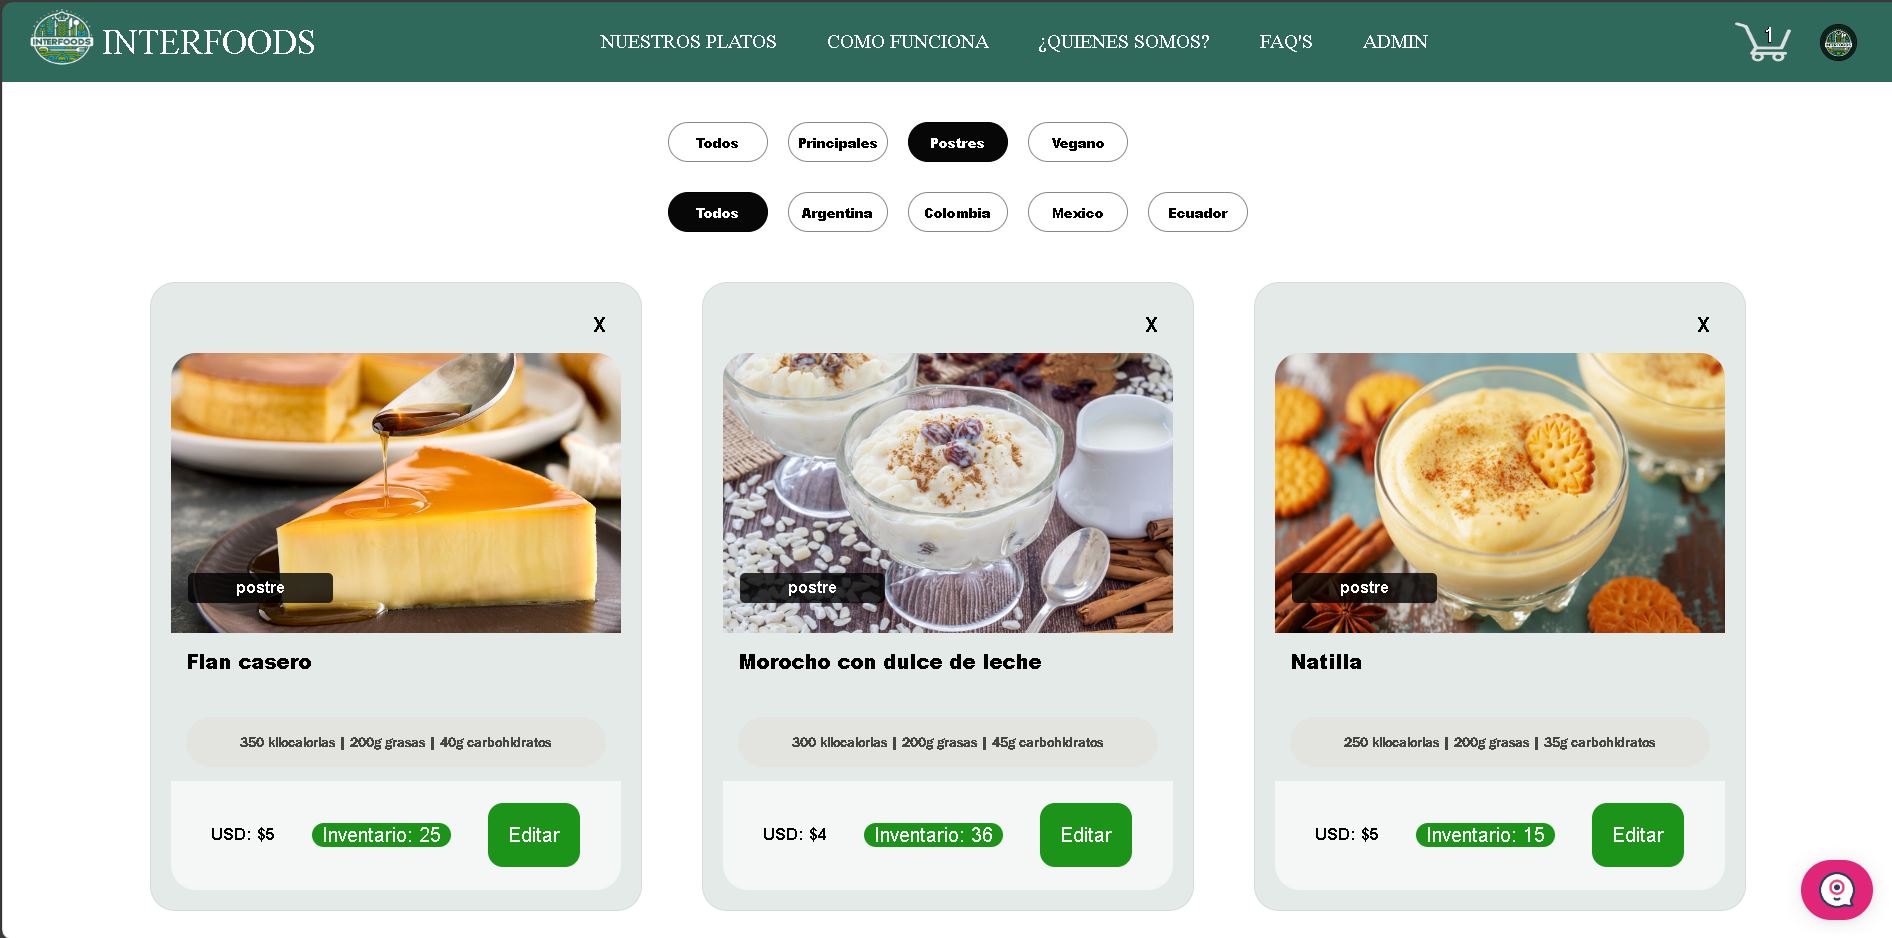 INTERFOODS
INTERFOODS
NUESTROS PLATOS
COMO FUNCIONA
¿QUIENES SOMOS?
FAQ'S
ADMIN
1
Todos
Principales
Postres
Vegano
Todos
Argentina
Colombia
Mexico
Ecuador
X
postre
Flan casero
350 kilocalorias | 200g grasas | 40g carbohidratos
USD: $5
Inventario: 25
Editar
X
postre
Morocho con dulce de leche
300 kilocalorias | 200g grasas | 45g carbohidratos
USD: $4
Inventario: 36
Editar
X
postre
Natilla
250 kilocalorias | 200g grasas | 35g carbohidratos
USD: $5
Inventario: 15
Editar